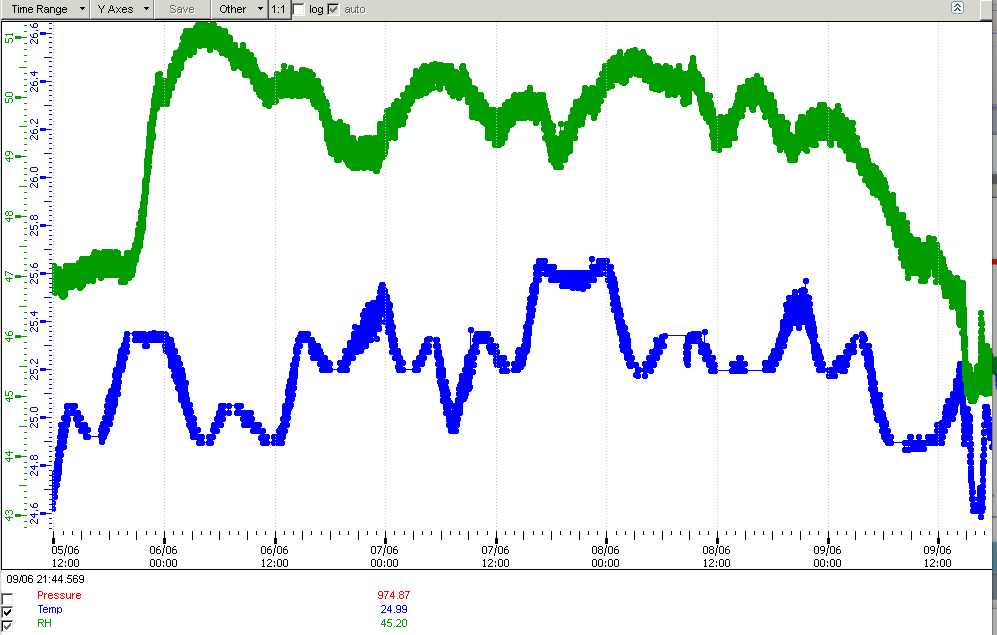 Time Range Y Axes Save Other 1:1 log auto
51 26.6
26.4
50
26.2
49
26.0
48
25.8
47 25.6
25.4
46
25.2
45
25.0
44 24.8
43 24.6
05/06 06/06 06/06 07/06 07/06 08/06 08/06 09/06 09/06
12:00 00:00 12:00 00:00 12:00 00:00 12:00 00:00 12:00
09/06 21:44.569
Pressure 974.87
Temp 24.99
RH 45.20